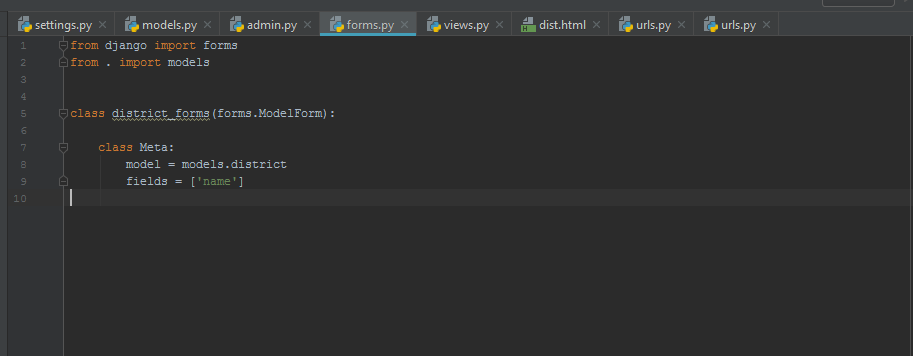 settings.py models.py admin.py forms.py views.py dist.html urls.py urls.py
1 from django import forms
2 from . import models
3
4
5 class district_forms(forms.ModelForm):
6
7 class Meta:
8 model = models.district
9 fields = ['name']
10